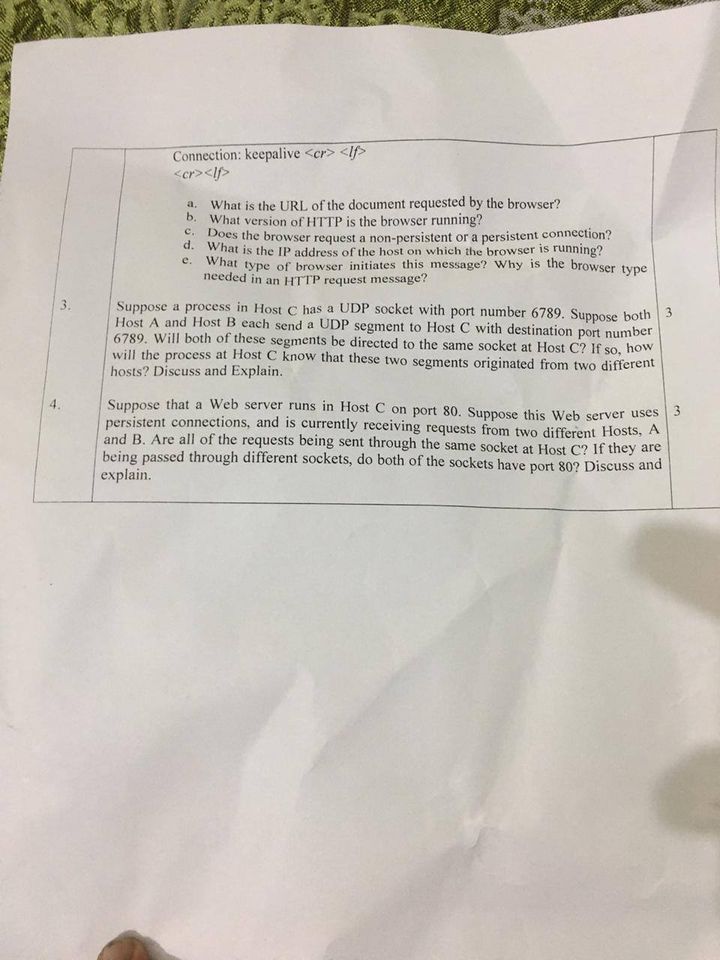 Connection: keepalive <cr> <lf>
<cr><lf>
a. What is the URL of the document requested by the browser?
b. What version of HTTP is the browser running?
c. Does the browser request a non-persistent or a persistent connection?
d. What is the IP address of the host on which the browser is running?
e. What type of browser initiates this message? Why is the browser type
needed in an HTTP request message?
3. Suppose a process in Host C has a UDP socket with port number 6789. Suppose both 3
Host A and Host B each send a UDP segment to Host C with destination port number
6789. Will both of these segments be directed to the same socket at Host C? If so, how
will the process at Host C know that these two segments originated from two different
hosts? Discuss and Explain.
4. Suppose that a Web server runs in Host C on port 80. Suppose this Web server uses 3
persistent connections, and is currently receiving requests from two different Hosts, A
and B. Are all of the requests being sent through the same socket at Host C? If they are
being passed through different sockets, do both of the sockets have port 80? Discuss and
explain.